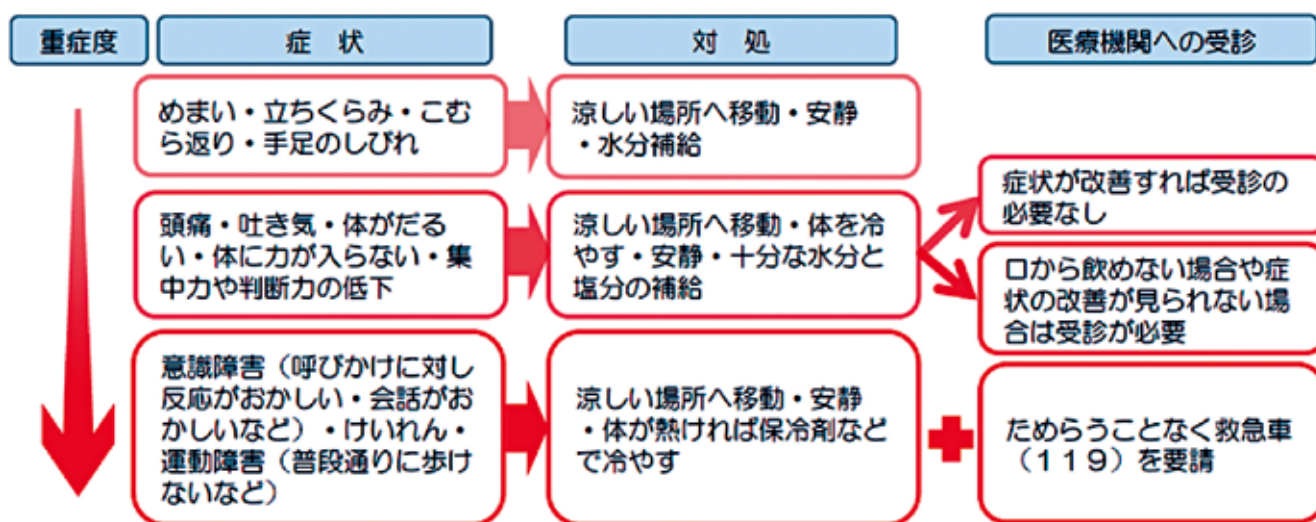 重症度
症 状
対 処
医療機関への受診
めまい・立ちくらみ・こむ
ら返り・手足のしびれ
涼しい場所へ移動・安静
・水分補給
頭痛・吐き気・体がだる
い・体に力が入らない・集
中力や判断力の低下
涼しい場所へ移動・体を冷
やす・安静・十分な水分と
塩分の補給
症状が改善すれば受診の
必要なし
口から飲めない場合や症
状の改善が見られない場
合は受診が必要
意識障害（呼びかけに対し
反応がおかしい・会話がお
かしいなど）・けいれん・
運動障害（普段通りに歩け
ないなど）
涼しい場所へ移動・安静
・体が熱ければ保冷剤など
で冷やす
ためらうことなく救急車
（１１９）を要請